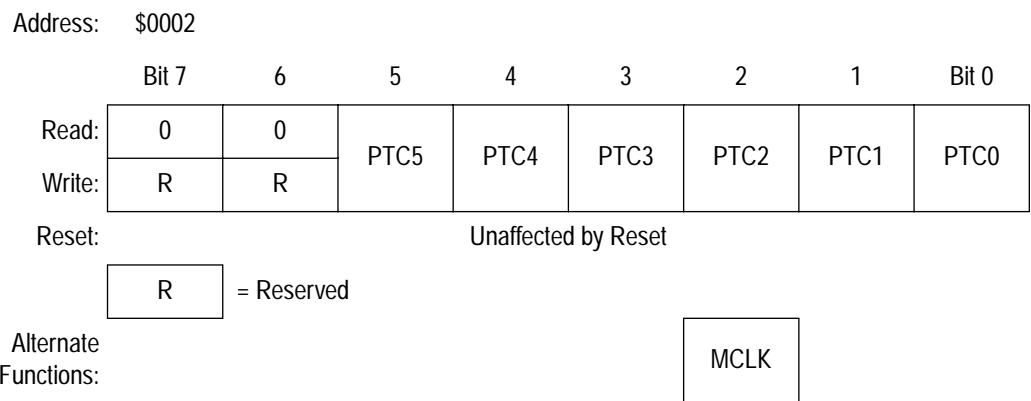 Address: $0002
Bit 7 6 5 4 3 2 1 Bit 0
Read: 0 0 PTC5 PTC4 PTC3 PTC2 PTC1 PTC0
Write: R R
Reset: Unaffected by Reset
R = Reserved
Alternate
Functions: MCLK